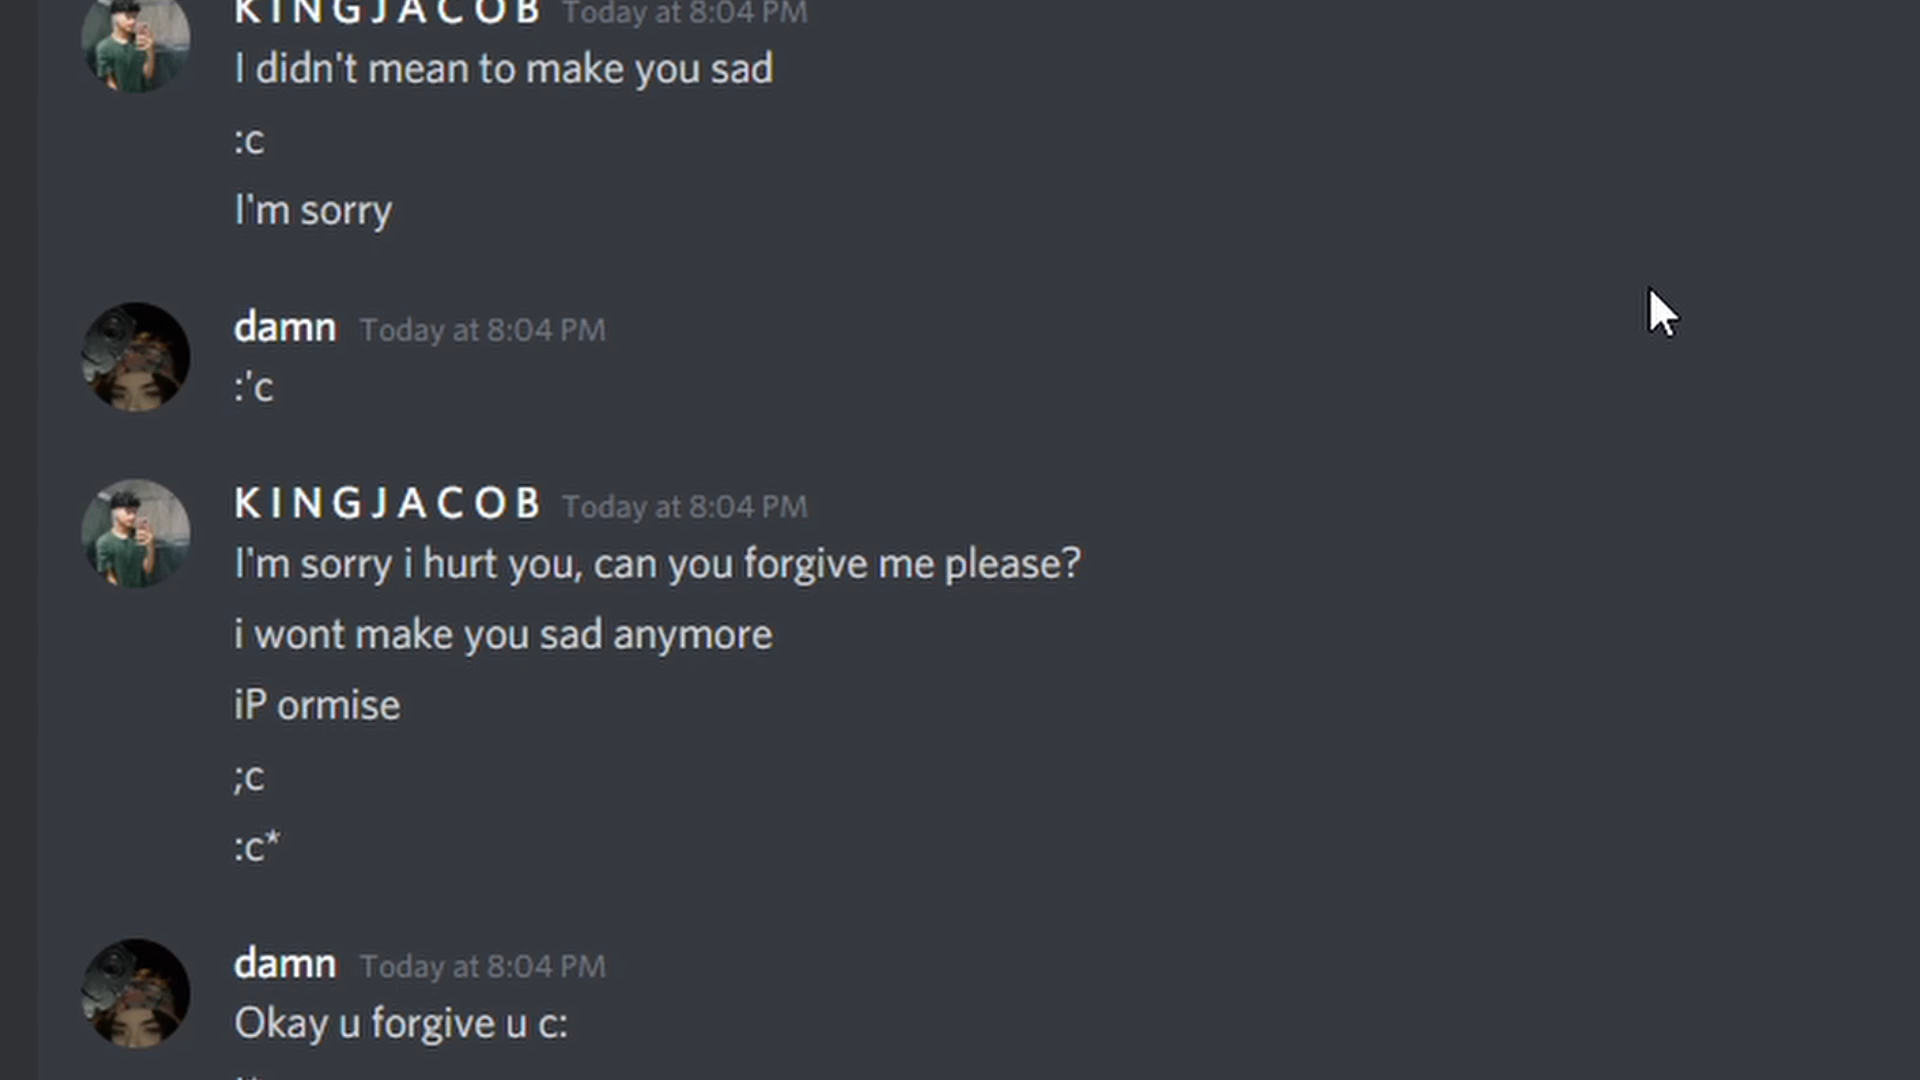 K I N G J A C O B Today at 8:04 PM
I didn't mean to make you sad
:c
I'm sorry
damn Today at 8:04 PM
:'c
K I N G J A C O B Today at 8:04 PM
I'm sorry i hurt you, can you forgive me please?
i wont make you sad anymore
iP ormise
;c
:c*
damn Today at 8:04 PM
Okay u forgive u c: